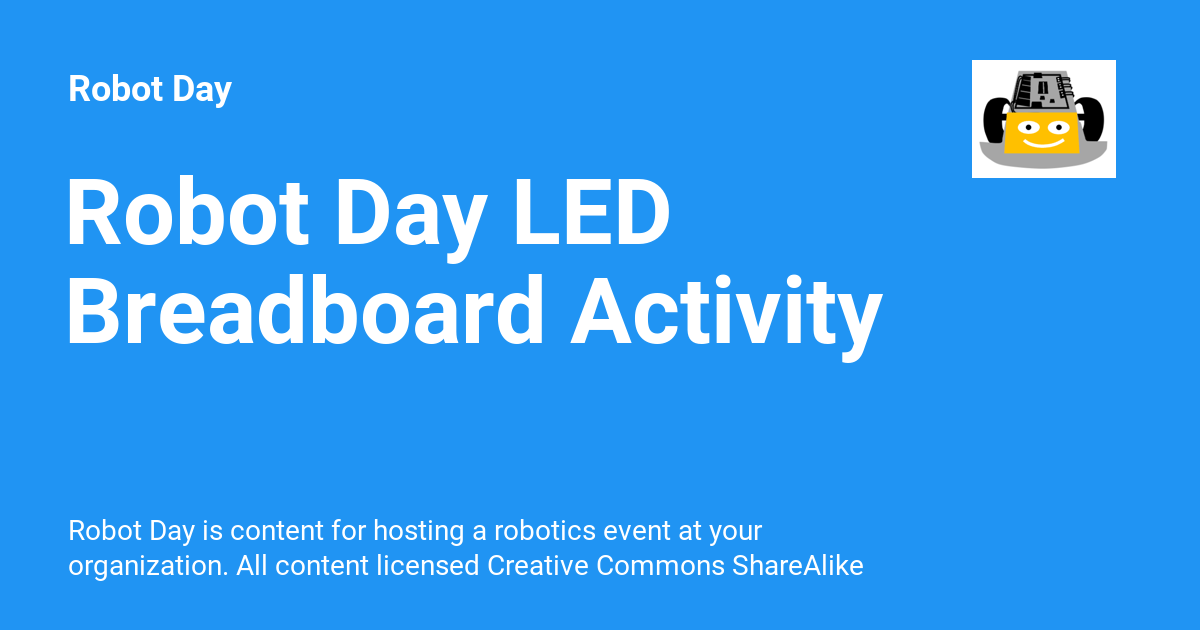 Robot Day
Robot Day LED
Breadboard Activity
Robot Day is content for hosting a robotics event at your
organization. All content licensed Creative Commons ShareAlike